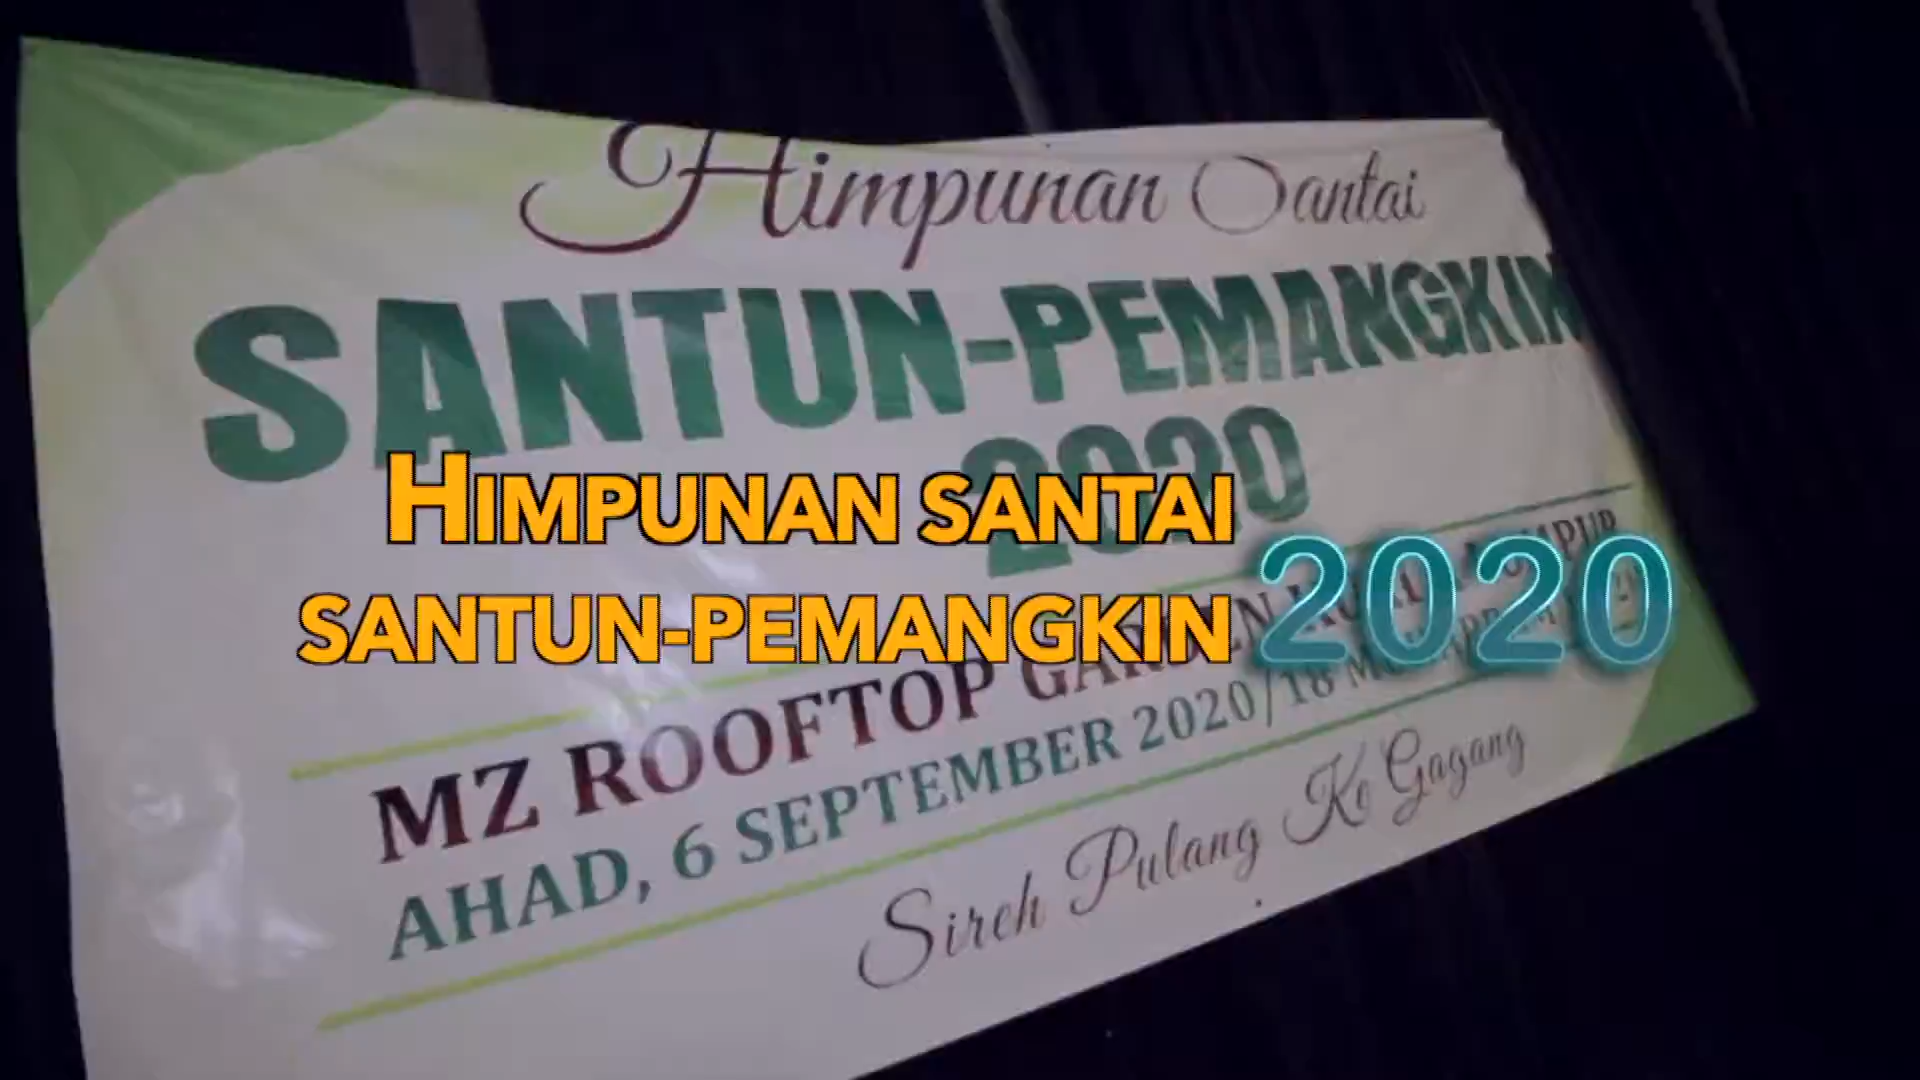 Himpunan Santai
SANTUN-PEMANGKIN
2020
HIMPUNAN SANTAI
SANTUN-PEMANGKIN 2020
MZ ROOFTOP GARDEN
AHAD, 6 SEPTEMBER 2020/18
Sireh Pulang Ke Gagang